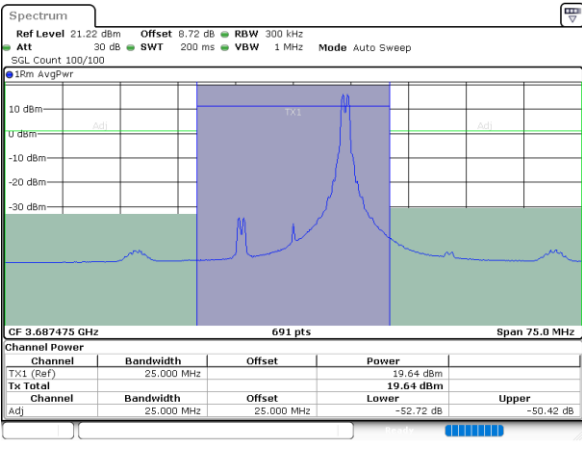 Spectrum
Ref Level 21.22 dBm Offset 8.72 dB RBW 300 kHz
Att 30 dB SWT 200 ms VBW 1 MHz Mode Auto Sweep
SGL Count 100/100
1Rm AvgPwr
10 dBm
TX1
Adj Adj
0 dBm
-10 dBm
-20 dBm
-30 dBm
CF 3.687475 GHz 691 pts Span 75.0 MHz
Channel Power
Channel Bandwidth Offset Power
TX1 (Ref) 25.000 MHz 19.64 dBm
Tx Total 19.64 dBm
Channel Bandwidth Offset Lower Upper
Adj 25.000 MHz 25.000 MHz -52.72 dB -50.42 dB
Ready